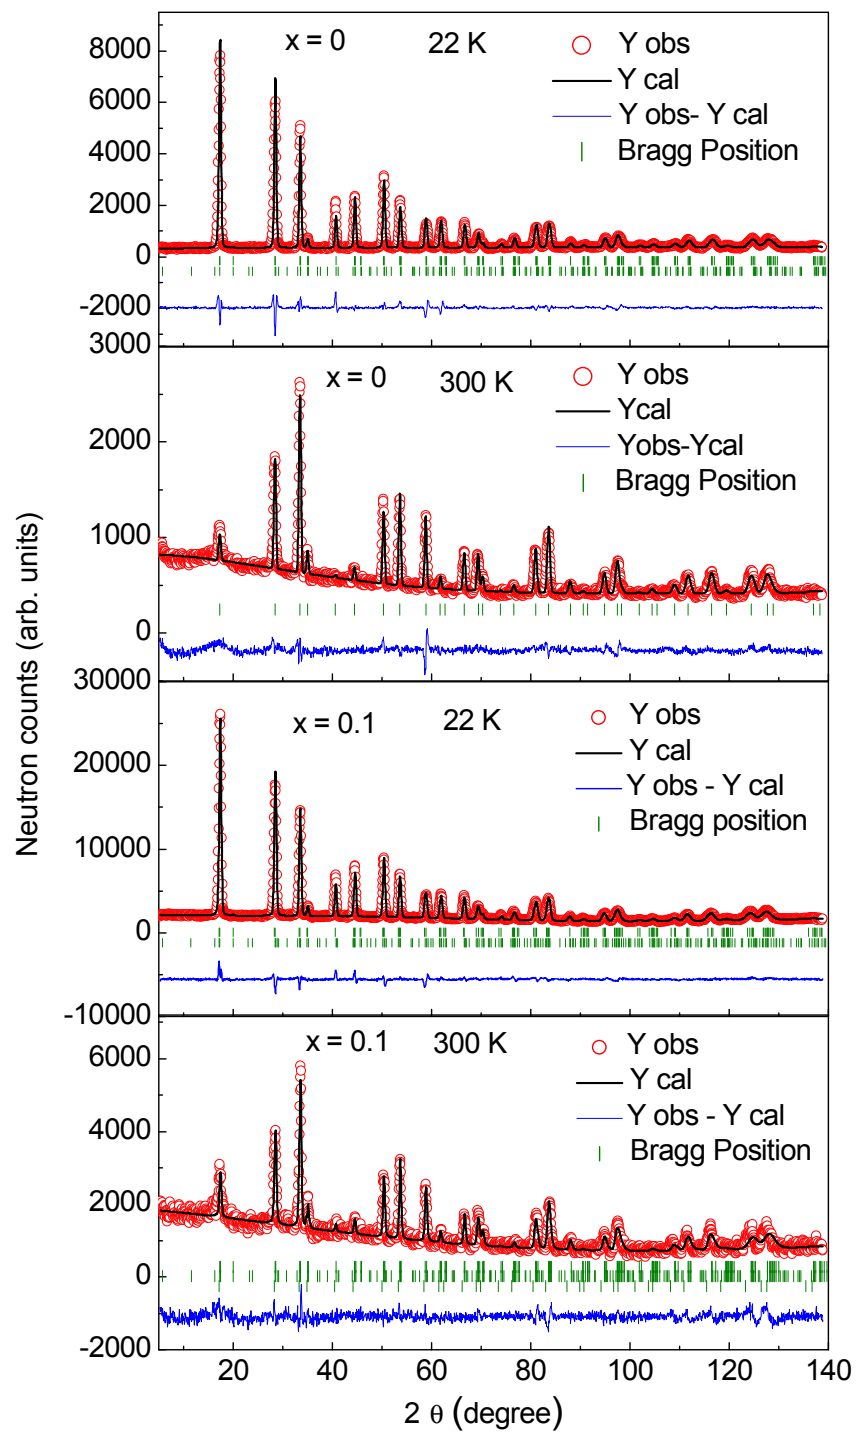 x = 0 22 K
Y obs
Y cal
Y obs- Y cal
Bragg Position
8000
6000
4000
2000
0
-2000
3000
x = 0 300 K
Y obs
Ycal
Yobs-Ycal
Bragg Position
2000
1000
0
30000
x = 0.1 22 K
Y obs
Y cal
Y obs - Y cal
Bragg position
20000
10000
0
-10000
x = 0.1 300 K
Y obs
Y cal
Y obs - Y cal
Bragg Position
6000
4000
2000
0
-2000
20 40 60 80 100 120 140
2 θ (degree)
Neutron counts (arb. units)